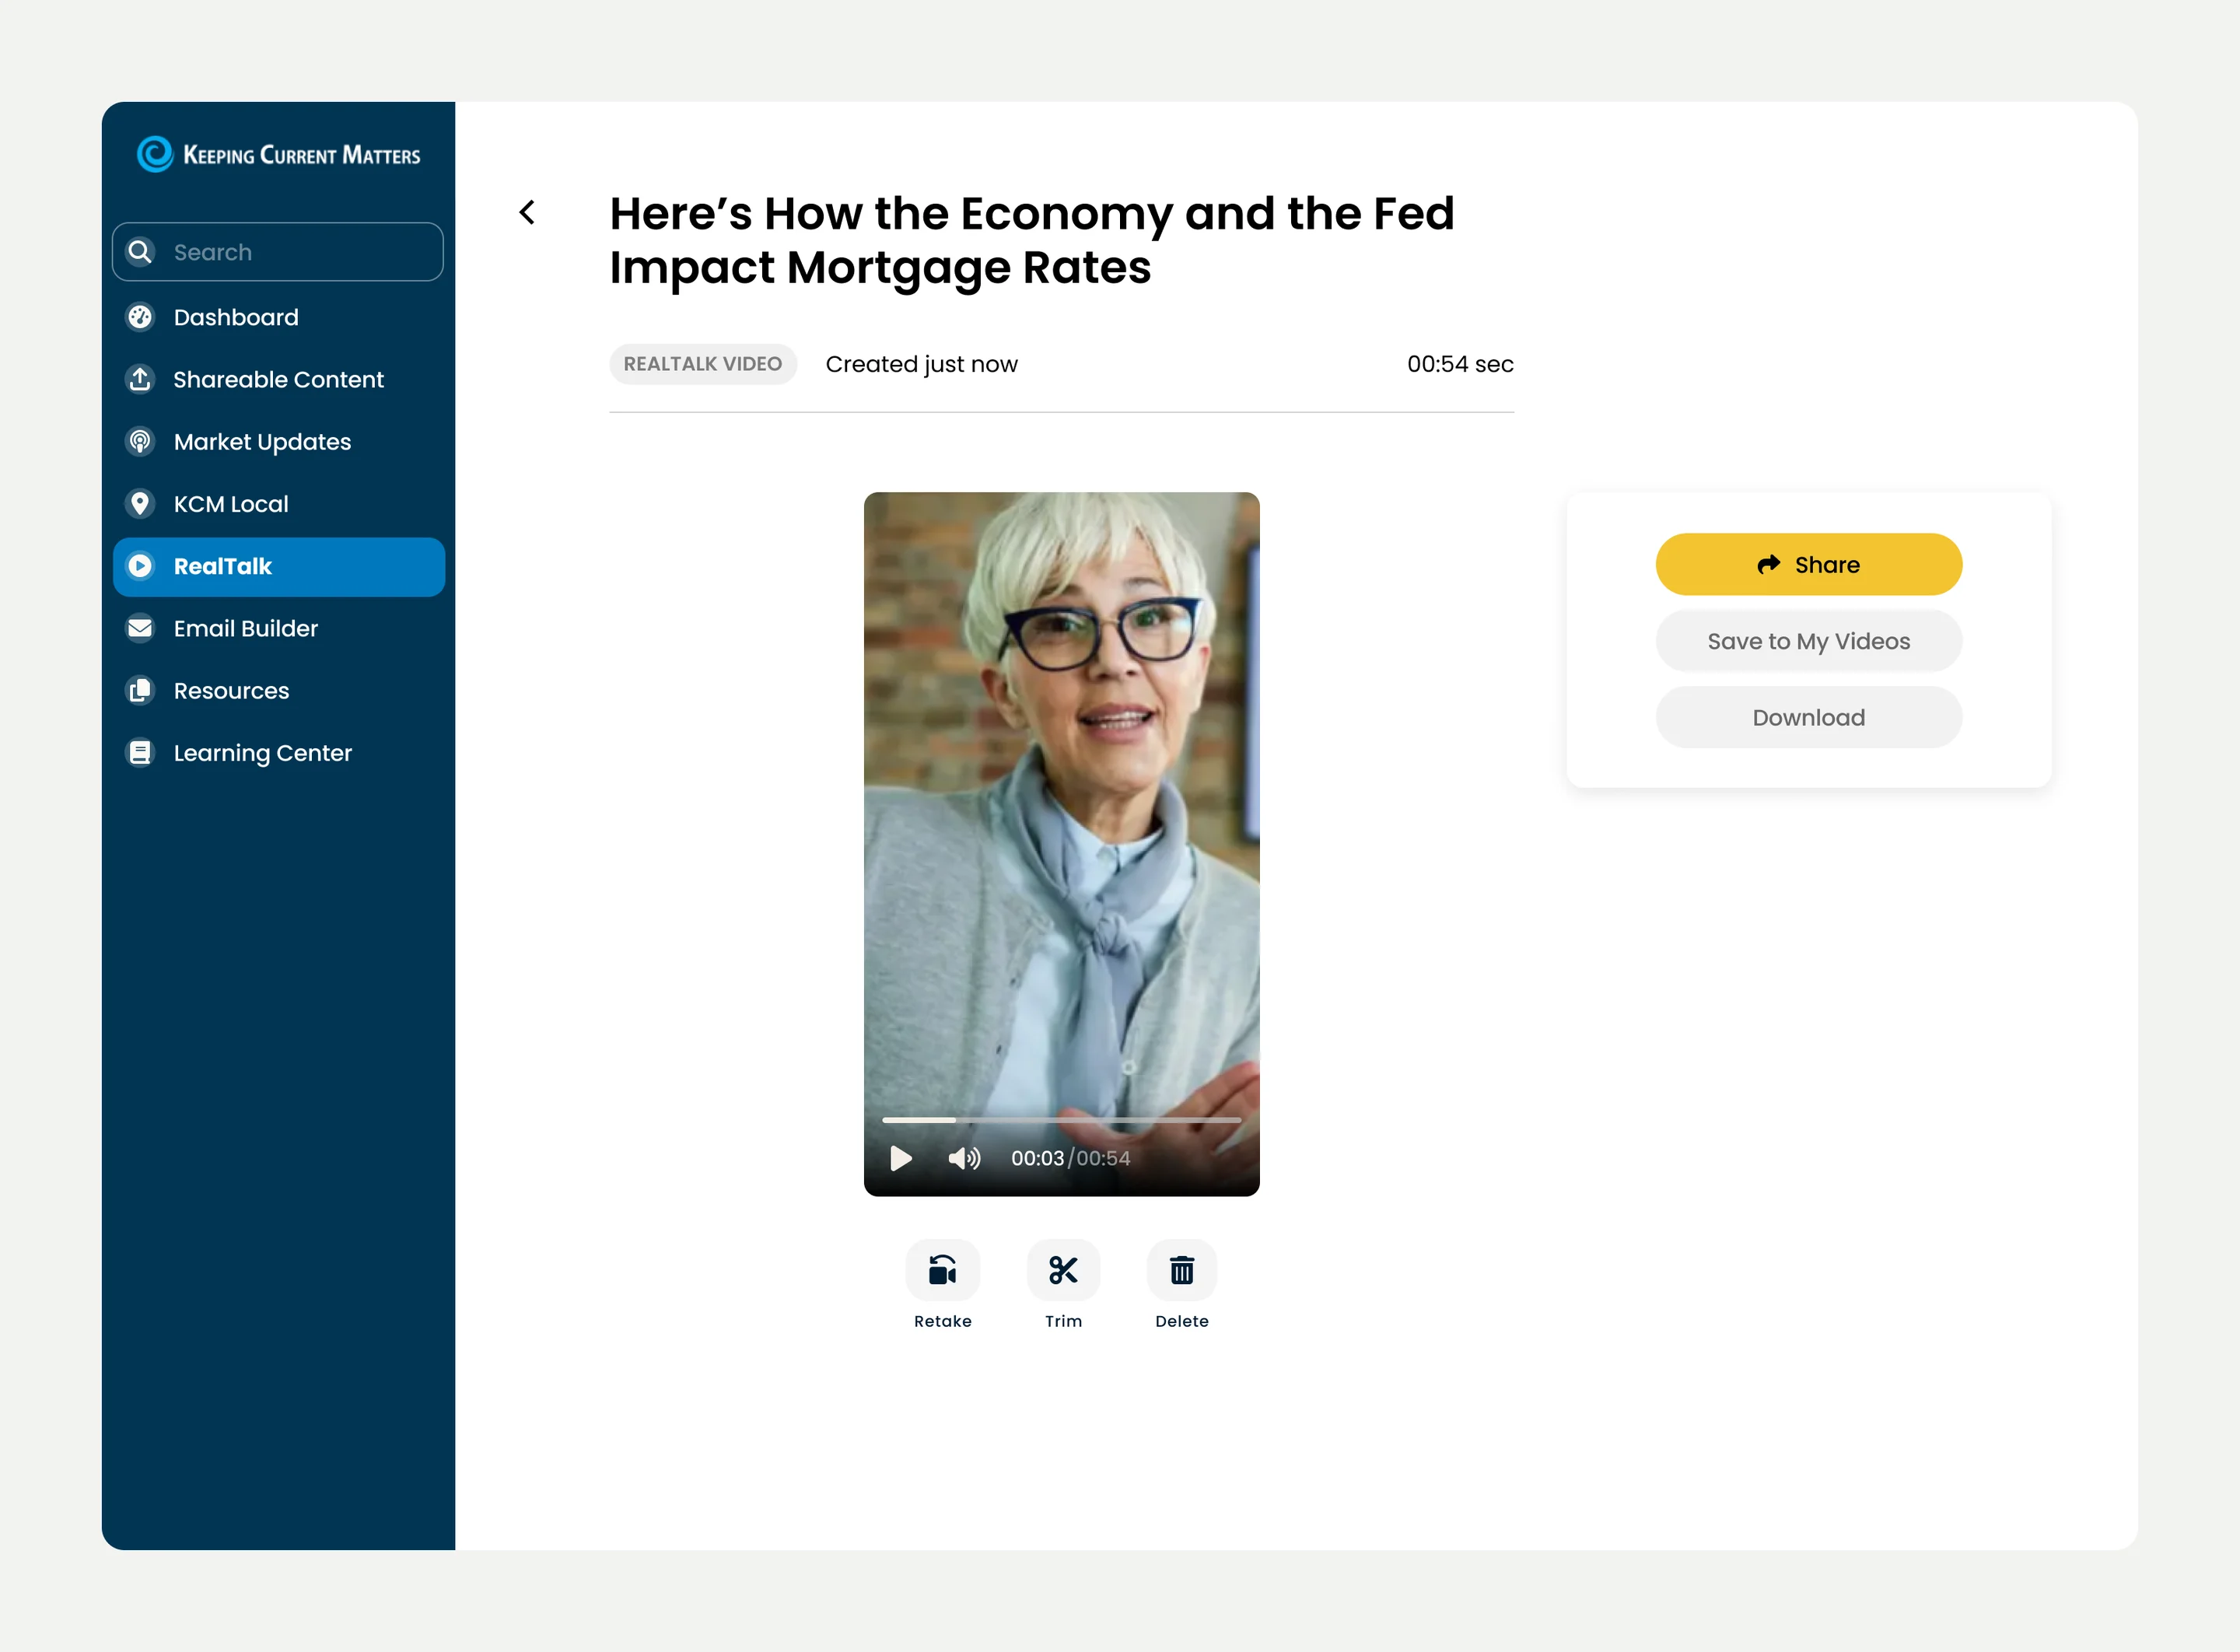 KEEPING CURRENT MATTERS
Search
Dashboard
Shareable Content
Market Updates
KCM Local
RealTalk
Email Builder
Resources
Learning Center
Here’s How the Economy and the Fed
Impact Mortgage Rates
REALTALK VIDEO Created just now 00:54 sec
Share
Save to My Videos
Download
00:03/00:54
Retake Trim Delete